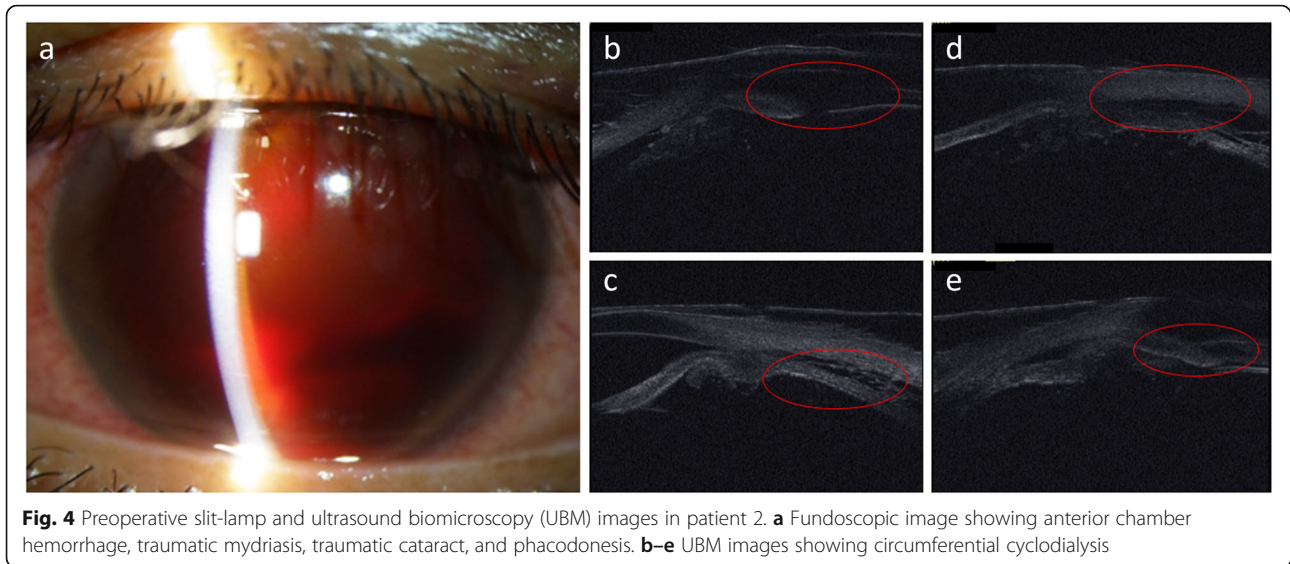 a
b
d
c
e
Fig. 4 Preoperative slit-lamp and ultrasound biomicroscopy (UBM) images in patient 2. a Fundoscopic image showing anterior chamber
hemorrhage, traumatic mydriasis, traumatic cataract, and phacodonesis. b–e UBM images showing circumferential cyclodialysis